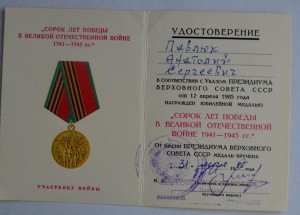 "СОРОК ЛЕТ ПОБЕДЫ
В ВЕЛИКОЙ ОТЕЧЕСТВЕННОЙ ВОЙНЕ
1941—1945 гг."
УЧАСТНИКУ ВОЙНЫ
УДОСТОВЕРЕНИЕ
Павлюк
Анатолий
Сергеевич
В СООТВЕТСТВИИ С УКАЗОМ ПРЕЗИДИУМА
ВЕРХОВНОГО СОВЕТА СССР
от 12 апреля 1985 года
НАГРАЖДЕН ЮБИЛЕЙНОЙ МЕДАЛЬЮ
"СОРОК ЛЕТ ПОБЕДЫ
В ВЕЛИКОЙ ОТЕЧЕСТВЕННОЙ
ВОЙНЕ 1941—1945 гг."
От имени ПРЕЗИДИУМА ВЕРХОВНОГО
СОВЕТА СССР МЕДАЛЬ ВРУЧЕНА